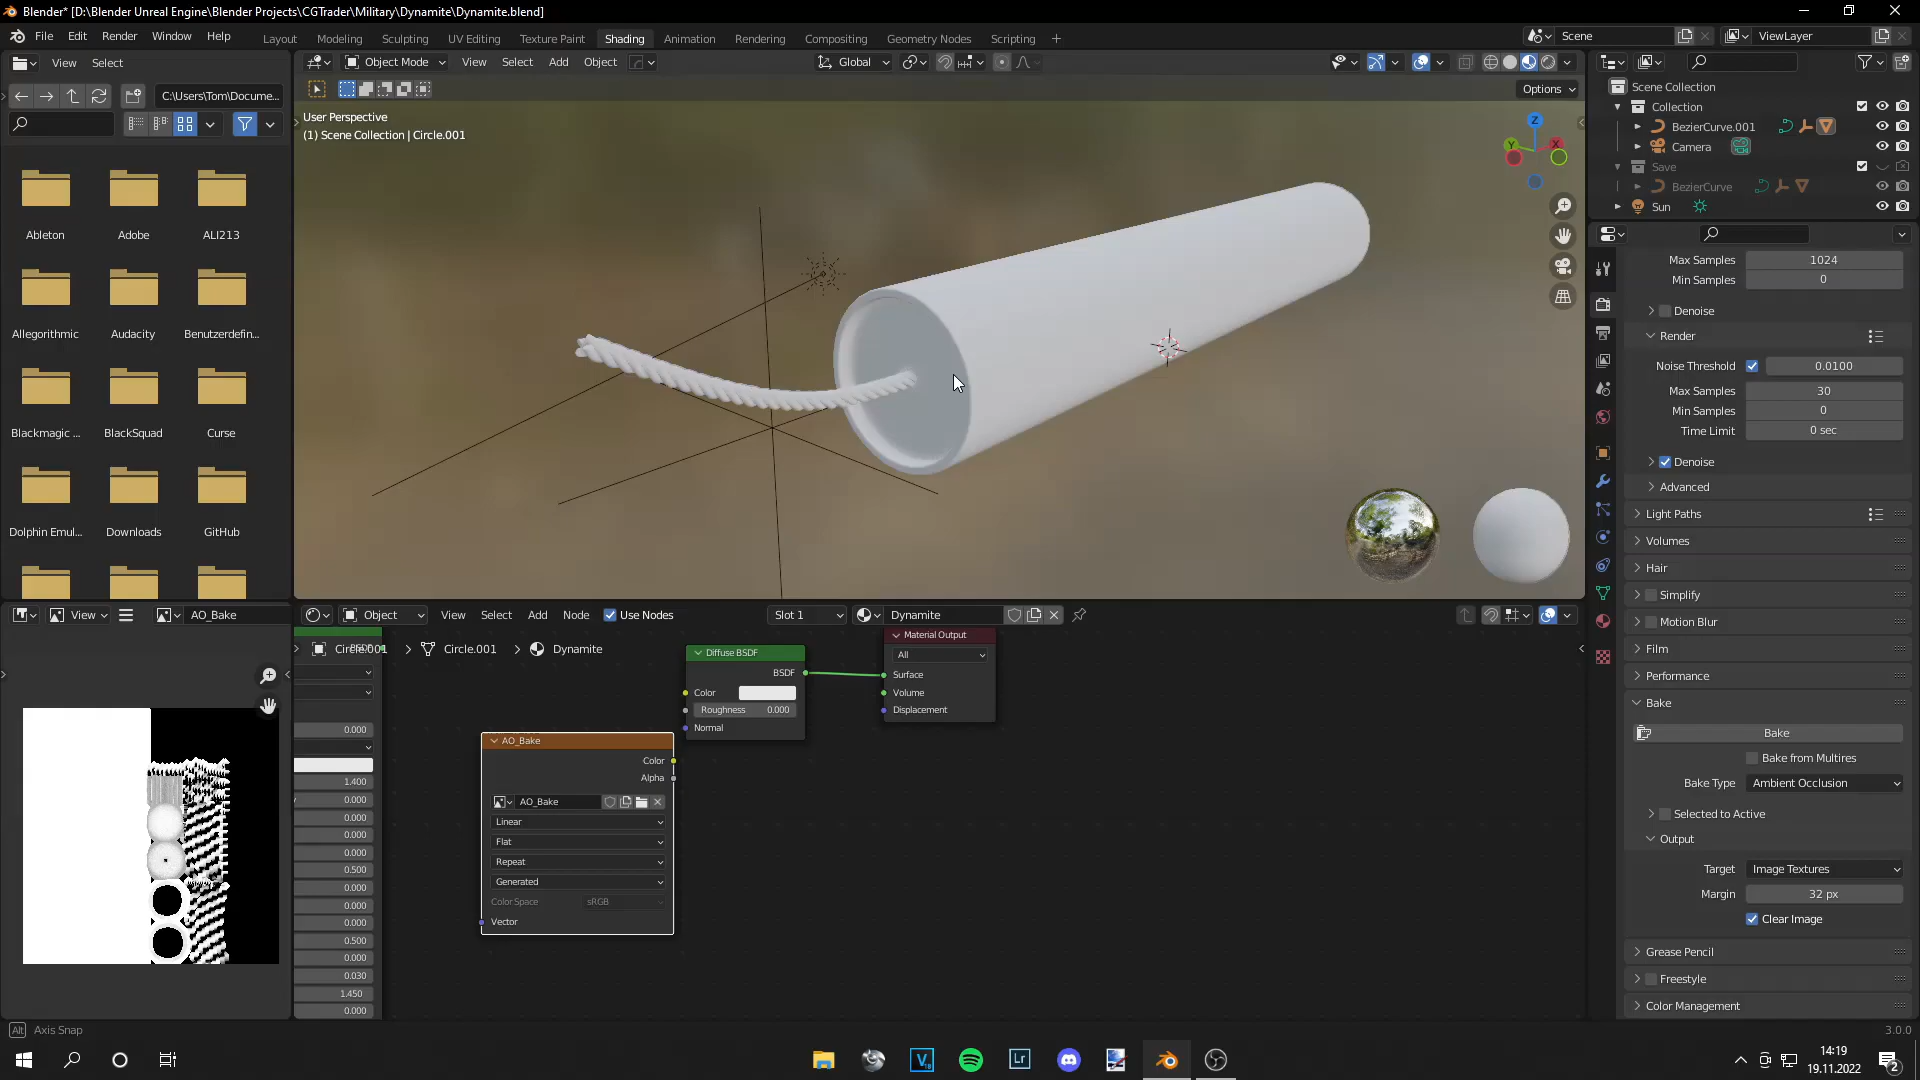 Blender* [D:\Blender Unreal Engine\Blender Projects\CGTrader\Military\Dynamite\Dynamite.blend]
File Edit Render Window Help
Layout Modeling Sculpting UV Editing Texture Paint Shading Animation Rendering Compositing Geometry Nodes Scripting +
Scene
ViewLayer
View Select
Object Mode View Select Add Object
Global
C:\Users\Tom\Docume...
Options
User Perspective
(1) Scene Collection | Circle.001
Z
Y
X
Ableton Adobe ALI213
Allegorithmic Audacity Benutzerdefin...
Blackmagic ... BlackSquad Curse
Dolphin Emul... Downloads GitHub
Scene Collection
Collection
BezierCurve.001
Camera
Save
BezierCurve
Sun
Max Samples 1024
Min Samples 0
Denoise
Render
Noise Threshold 0.0100
Max Samples 30
Min Samples 0
Time Limit 0 sec
Denoise
Advanced
Light Paths
Volumes
Hair
Simplify
Motion Blur
Film
Performance
Bake
Bake
Bake from Multires
Bake Type Ambient Occlusion
Selected to Active
Output
Target Image Textures
Margin 32 px
Clear Image
Grease Pencil
Freestyle
Color Management
View AO_Bake
Object View Select Add Node Use Nodes Slot 1 Dynamite
Circle.001 > Circle.001 > Dynamite
0.000
1.400
0.000
0.000
0.000
0.000
0.500
0.000
0.000
0.000
0.500
0.000
0.030
1.450
0.000
Diffuse BSDF
BSDF
Color
Roughness 0.000
Normal
Material Output
All
Surface
Volume
Displacement
AO_Bake
Color
Alpha
AO_Bake
Linear
Flat
Repeat
Generated
Color Space sRGB
Vector
Alt Axis Snap
3.0.0
Lr
14:19
19.11.2022
2